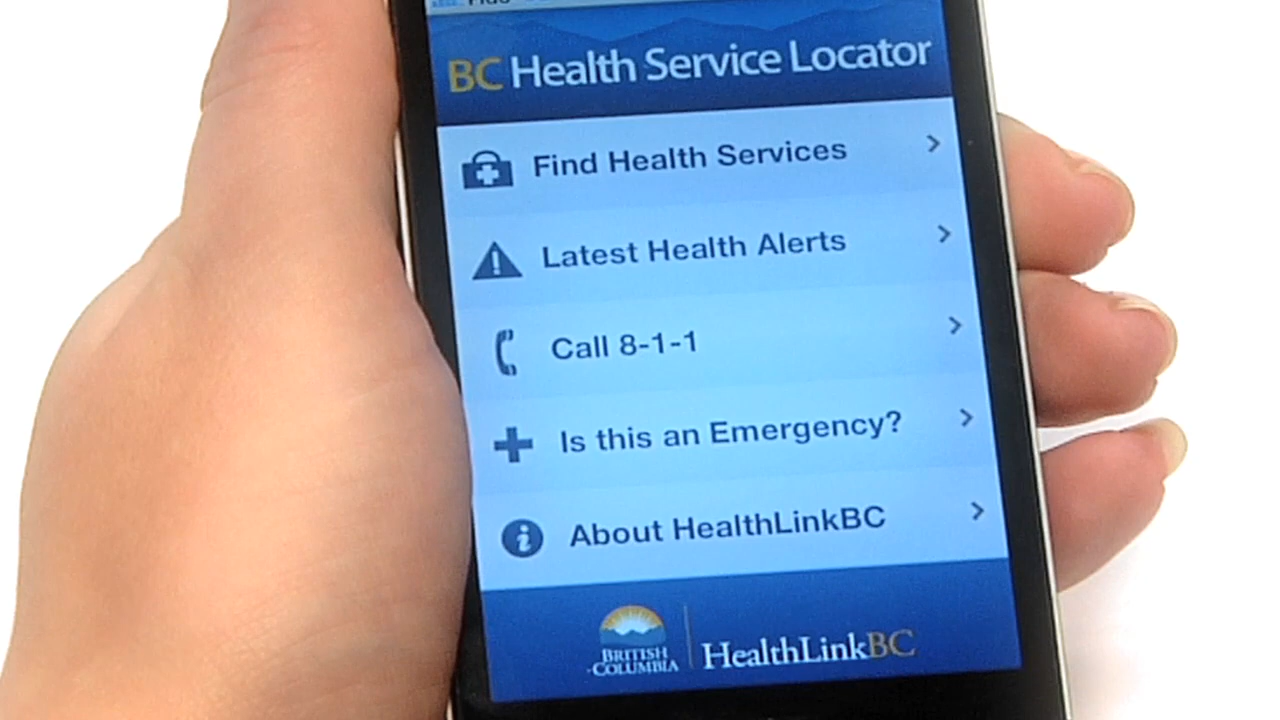 BC Health Service Locator
Find Health Services
Latest Health Alerts
Call 8-1-1
Is this an Emergency?
About HealthLinkBC
BRITISH
COLUMBIA
HealthLinkBC